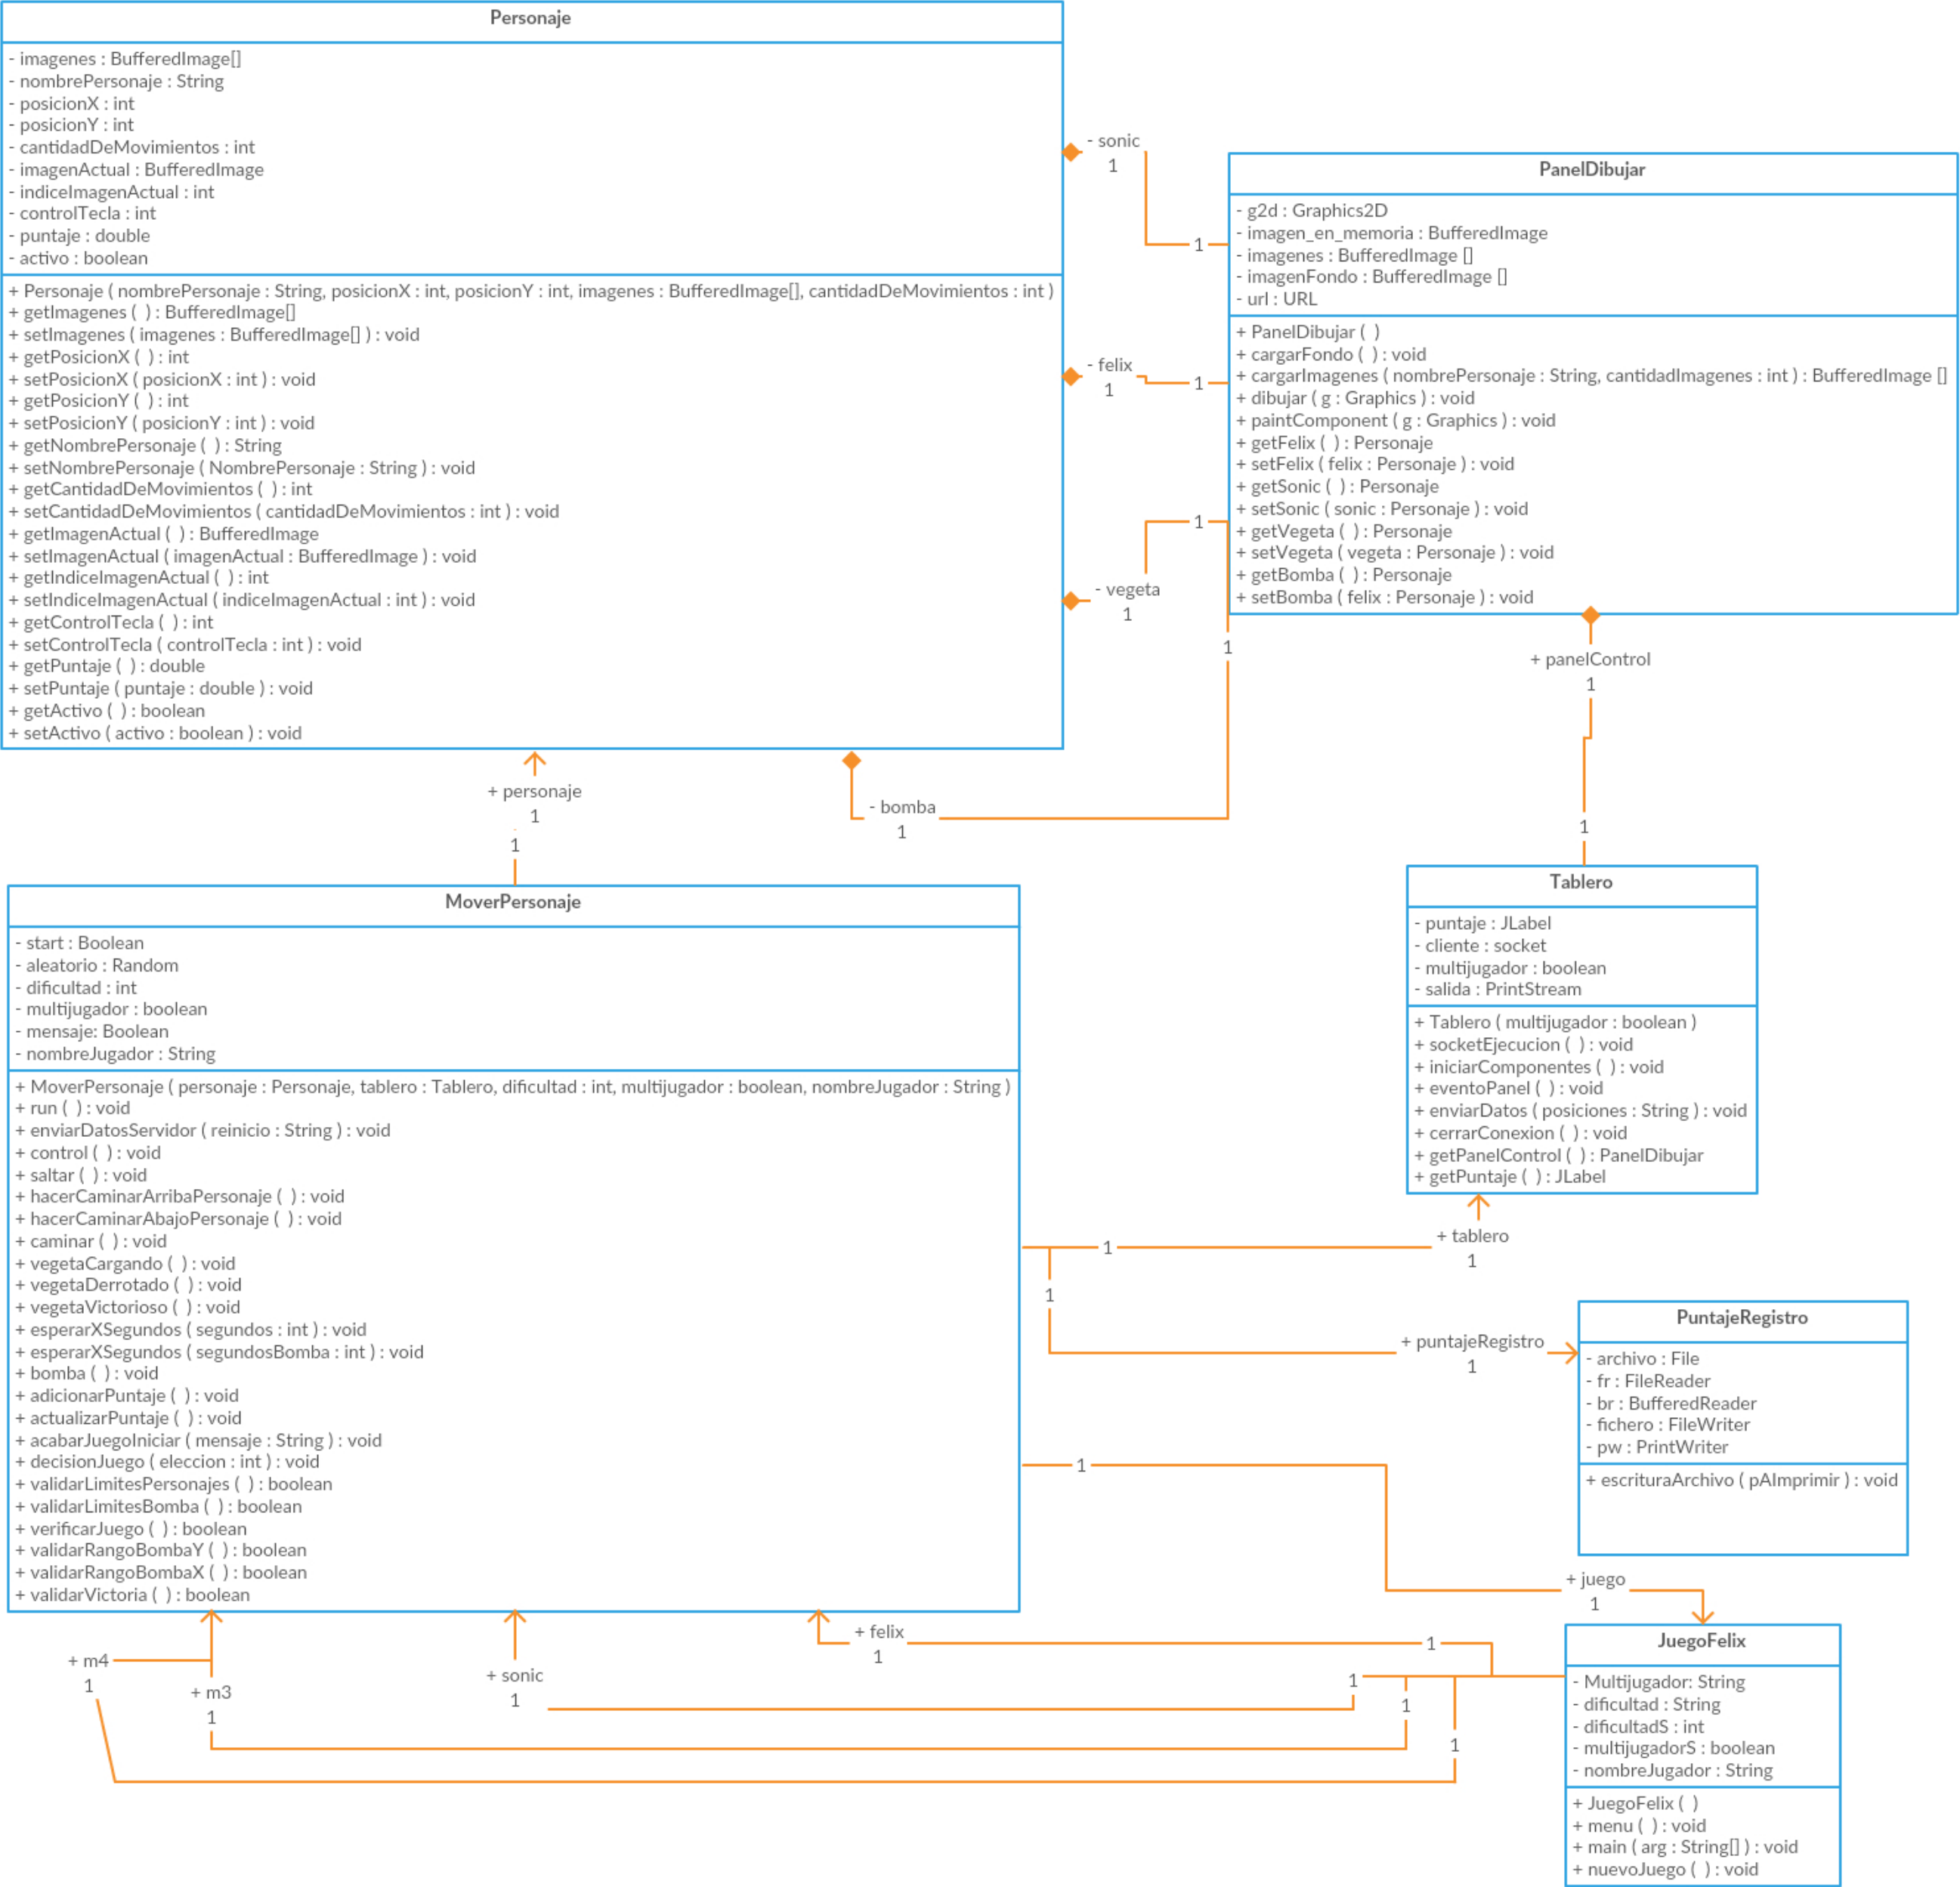 Personaje
- imagenes : BufferedImage[]
- nombrePersonaje : String
- posicionX : int
- posicionY : int
- cantidadDeMovimientos : int
- imagenActual : BufferedImage
- indiceImagenActual : int
- controlTecla : int
- puntaje : double
- activo : boolean
+ Personaje ( nombrePersonaje : String, posicionX : int, posicionY : int, imagenes : BufferedImage[], cantidadDeMovimientos : int )
+ getImagenes ( ) : BufferedImage[]
+ setImagenes ( imagenes : BufferedImage[] ) : void
+ getPosicionX ( ) : int
+ setPosicionX ( posicionX : int ) : void
+ getPosicionY ( ) : int
+ setPosicionY ( posicionY : int ) : void
+ getNombrePersonaje ( ) : String
+ setNombrePersonaje ( NombrePersonaje : String ) : void
+ getCantidadDeMovimientos ( ) : int
+ setCantidadDeMovimientos ( cantidadDeMovimientos : int ) : void
+ getImagenActual ( ) : BufferedImage
+ setImagenActual ( imagenActual : BufferedImage ) : void
+ getIndiceImagenActual ( ) : int
+ setIndiceImagenActual ( indiceImagenActual : int ) : void
+ getControlTecla ( ) : int
+ setControlTecla ( controlTecla : int ) : void
+ getPuntaje ( ) : double
+ setPuntaje ( puntaje : double ) : void
+ getActivo ( ) : boolean
+ setActivo ( activo : boolean ) : void
- sonic
1
1
- felix
1
1
- vegeta
1
1
- bomba
1
1
PanelDibujar
- g2d : Graphics2D
- imagen_en_memoria : BufferedImage
- imagenes : BufferedImage []
- imagenFondo : BufferedImage []
- url : URL
+ PanelDibujar ( )
+ cargarFondo ( ) : void
+ cargarImagenes ( nombrePersonaje : String, cantidadImagenes : int ) : BufferedImage []
+ dibujar ( g : Graphics ) : void
+ paintComponent ( g : Graphics ) : void
+ getFelix ( ) : Personaje
+ setFelix ( felix : Personaje ) : void
+ getSonic ( ) : Personaje
+ setSonic ( sonic : Personaje ) : void
+ getVegeta ( ) : Personaje
+ setVegeta ( vegeta : Personaje ) : void
+ getBomba ( ) : Personaje
+ setBomba ( felix : Personaje ) : void
+ panelControl
1
1
+ personaje
1
1
MoverPersonaje
- start : Boolean
- aleatorio : Random
- dificultad : int
- multijugador : boolean
- mensaje: Boolean
- nombreJugador : String
+ MoverPersonaje ( personaje : Personaje, tablero : Tablero, dificultad : int, multijugador : boolean, nombreJugador : String )
+ run ( ) : void
+ enviarDatosServidor ( reinicio : String ) : void
+ control ( ) : void
+ saltar ( ) : void
+ hacerCaminarArribaPersonaje ( ) : void
+ hacerCaminarAbajoPersonaje ( ) : void
+ caminar ( ) : void
+ vegetaCargando ( ) : void
+ vegetaDerrotado ( ) : void
+ vegetaVictorioso ( ) : void
+ esperarXSegundos ( segundos : int ) : void
+ esperarXSegundos ( segundosBomba : int ) : void
+ bomba ( ) : void
+ adicionarPuntaje ( ) : void
+ actualizarPuntaje ( ) : void
+ acabarJuegoIniciar ( mensaje : String ) : void
+ decisionJuego ( eleccion : int ) : void
+ validarLimitesPersonajes ( ) : boolean
+ validarLimitesBomba ( ) : boolean
+ verificarJuego ( ) : boolean
+ validarRangoBombaY ( ) : boolean
+ validarRangoBombaX ( ) : boolean
+ validarVictoria ( ) : boolean
Tablero
- puntaje : JLabel
- cliente : socket
- multijugador : boolean
- salida : PrintStream
+ Tablero ( multijugador : boolean )
+ socketEjecucion ( ) : void
+ iniciarComponentes ( ) : void
+ eventoPanel ( ) : void
+ enviarDatos ( posiciones : String ) : void
+ cerrarConexion ( ) : void
+ getPanelControl ( ) : PanelDibujar
+ getPuntaje ( ) : JLabel
1
+ tablero
1
1
+ puntajeRegistro
1
PuntajeRegistro
- archivo : File
- fr : FileReader
- br : BufferedReader
- fichero : FileWriter
- pw : PrintWriter
+ escrituraArchivo ( pAImprimir ) : void
1
+ juego
1
JuegoFelix
- Multijugador: String
- dificultad : String
- dificultadS : int
- multijugadorS : boolean
- nombreJugador : String
+ JuegoFelix ( )
+ menu ( ) : void
+ main ( arg : String[] ) : void
+ nuevoJuego ( ) : void
+ felix
1
1
+ sonic
1
1
+ m3
1
1
+ m4
1
1